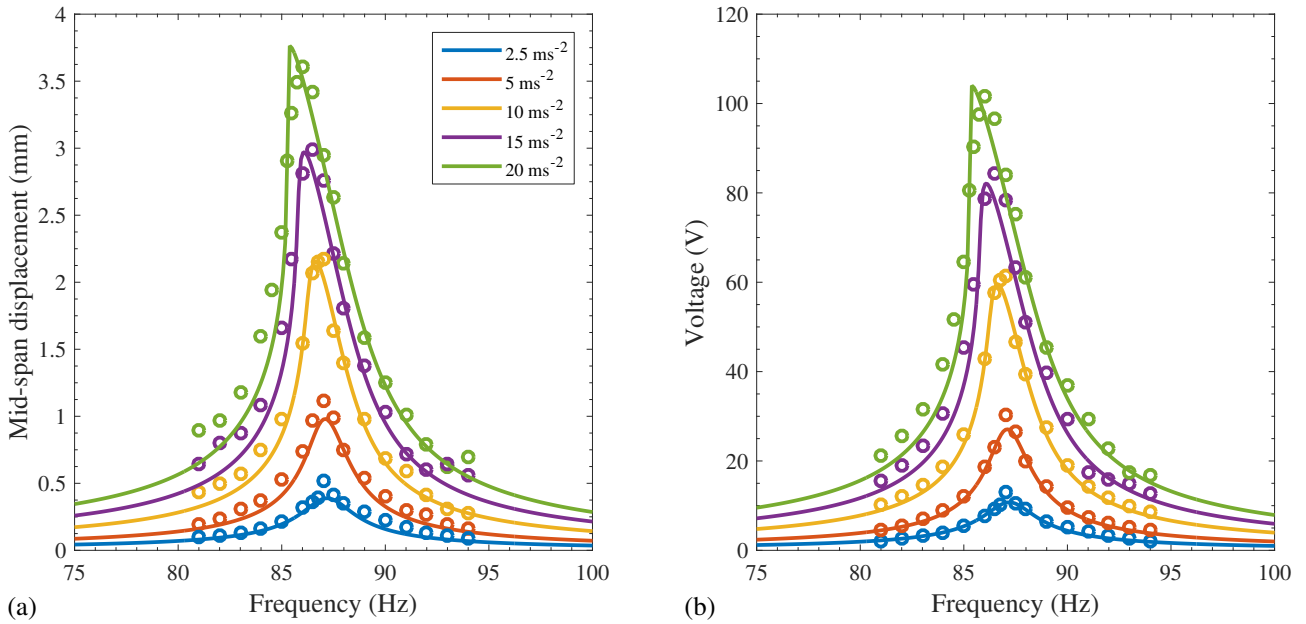 4
3.5
3
2.5
2
1.5
1
0.5
0
75 80 85 90 95 100
Mid-span displacement (mm)
Frequency (Hz)
2.5 ms-2
5 ms-2
10 ms-2
15 ms-2
20 ms-2
(a)
120
100
80
60
40
20
0
75 80 85 90 95 100
Voltage (V)
Frequency (Hz)
(b)